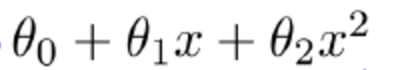 θ₀ + θ₁x + θ₂x²